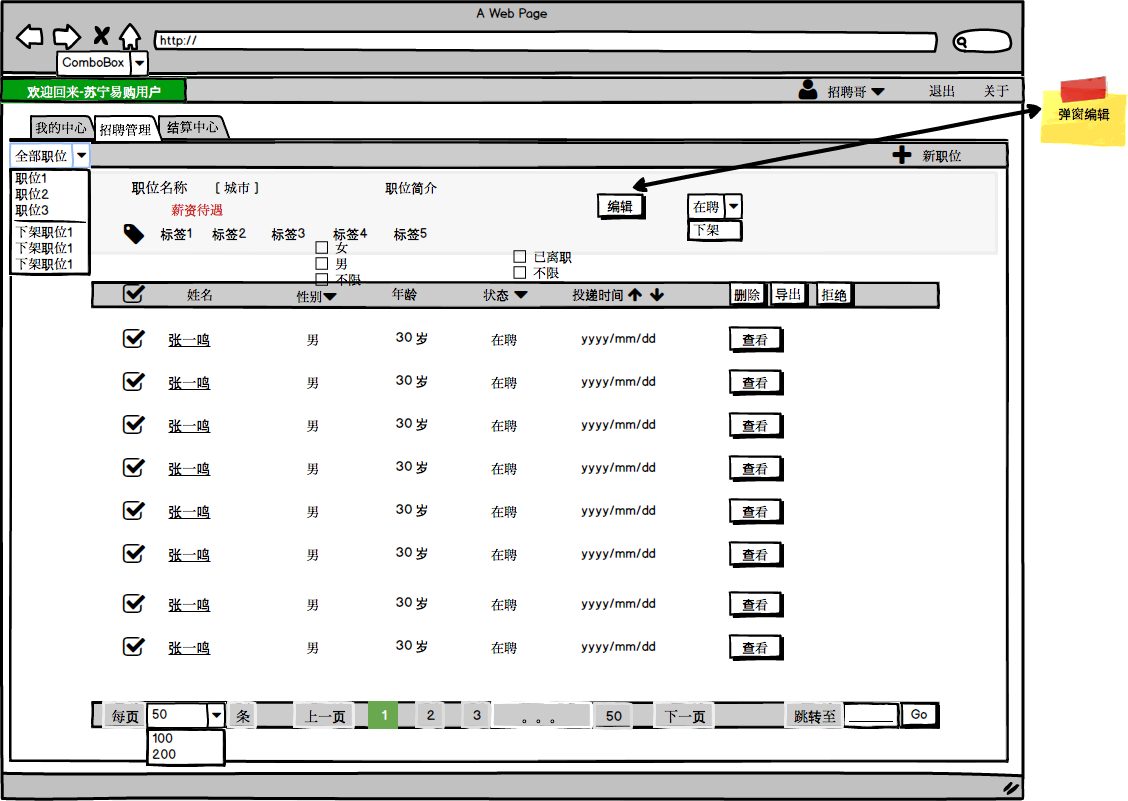 A Web Page
http://
ComboBox
欢迎回来-苏宁易购用户
招聘哥 退出 关于
弹窗编辑
我的中心 招聘管理 结算中心
全部职位 新职位
职位1
职位2
职位3
下架职位1
下架职位1
下架职位1
职位名称 [ 城市 ] 职位简介
薪资待遇
编辑 在聘
下架
标签1 标签2 标签3 标签4 标签5
女
男
不限
已离职
不限
姓名 性别 年龄 状态 投递时间 删除 导出 拒绝
张一鸣 男 30 岁 在聘 yyyy/mm/dd 查看
张一鸣 男 30 岁 在聘 yyyy/mm/dd 查看
张一鸣 男 30 岁 在聘 yyyy/mm/dd 查看
张一鸣 男 30 岁 在聘 yyyy/mm/dd 查看
张一鸣 男 30 岁 在聘 yyyy/mm/dd 查看
张一鸣 男 30 岁 在聘 yyyy/mm/dd 查看
张一鸣 男 30 岁 在聘 yyyy/mm/dd 查看
张一鸣 男 30 岁 在聘 yyyy/mm/dd 查看
每页 50 条 上一页 1 2 3 。。。 50 下一页 跳转至 ______ Go
100
200